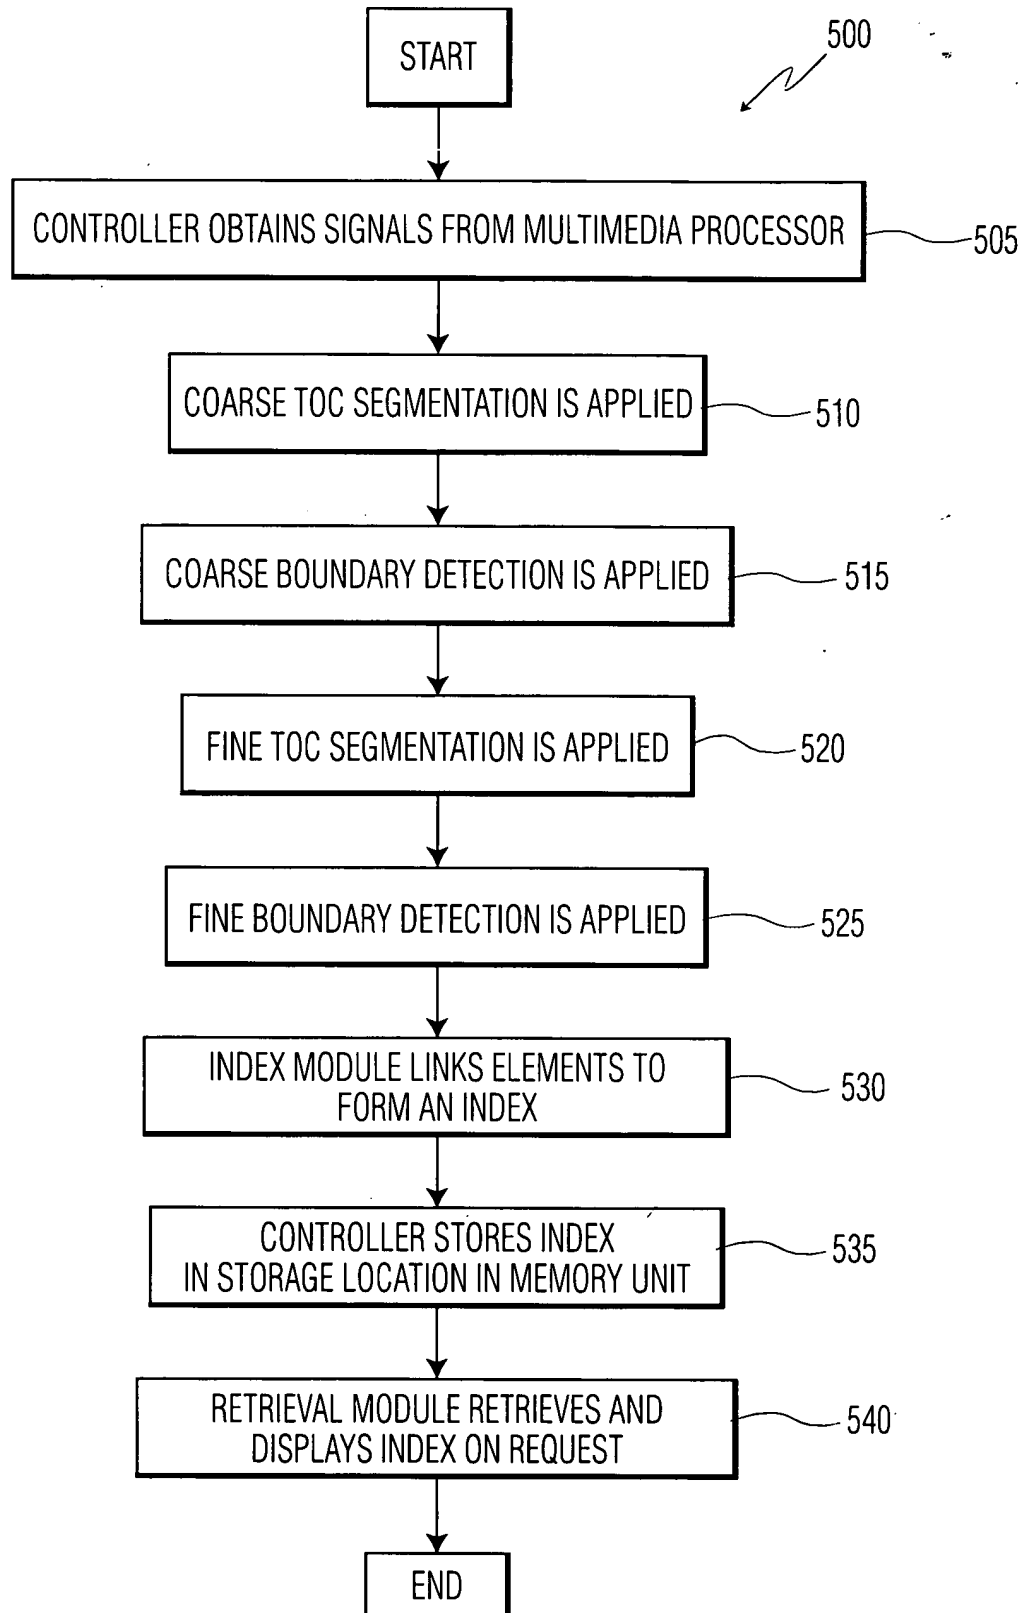 START
500
CONTROLLER OBTAINS SIGNALS FROM MULTIMEDIA PROCESSOR
505
COARSE TOC SEGMENTATION IS APPLIED
510
COARSE BOUNDARY DETECTION IS APPLIED
515
FINE TOC SEGMENTATION IS APPLIED
520
FINE BOUNDARY DETECTION IS APPLIED
525
INDEX MODULE LINKS ELEMENTS TO
FORM AN INDEX
530
CONTROLLER STORES INDEX
IN STORAGE LOCATION IN MEMORY UNIT
535
RETRIEVAL MODULE RETRIEVES AND
DISPLAYS INDEX ON REQUEST
540
END